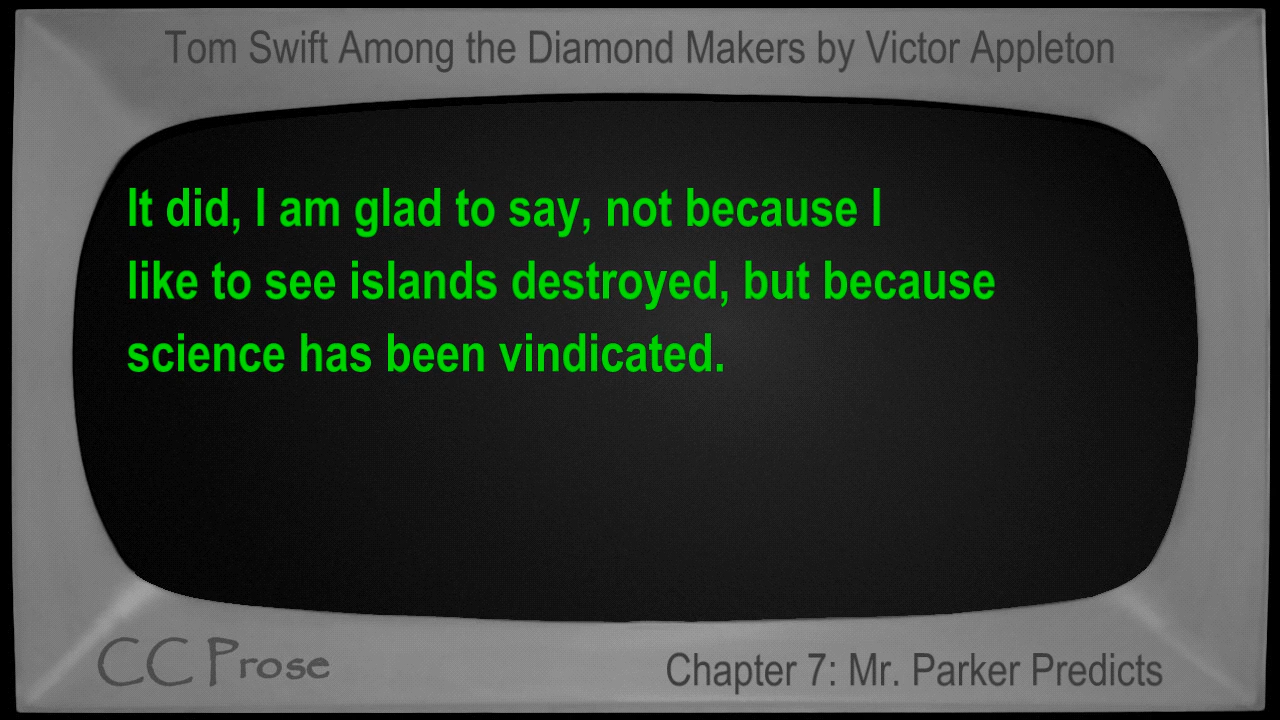 Tom Swift Among the Diamond Makers by Victor Appleton
It did, I am glad to say, not because I
like to see islands destroyed, but because
science has been vindicated.
CC Prose
Chapter 7: Mr. Parker Predicts